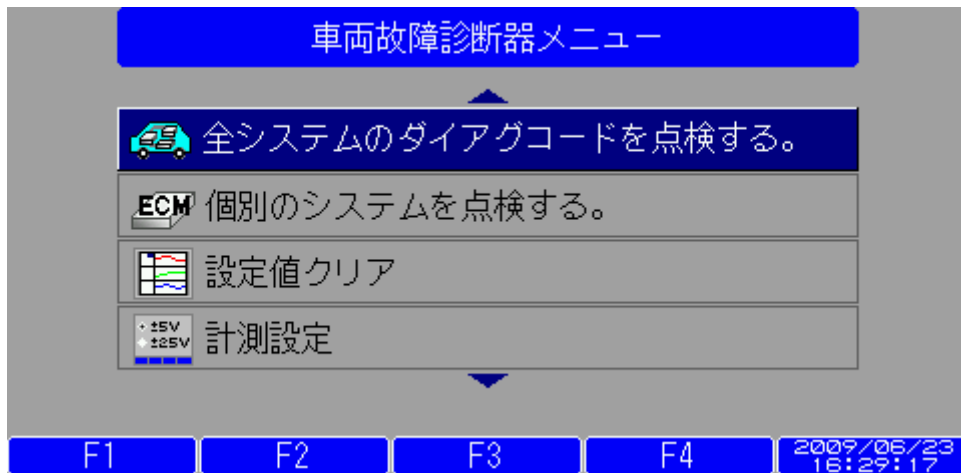 車両故障診断器メニュー
全システムのダイアグコードを点検する。
ECM 個別のシステムを点検する。
設定値クリア
±5V
±25V
計測設定
F1 F2 F3 F4 2009/06/23
16:29:17